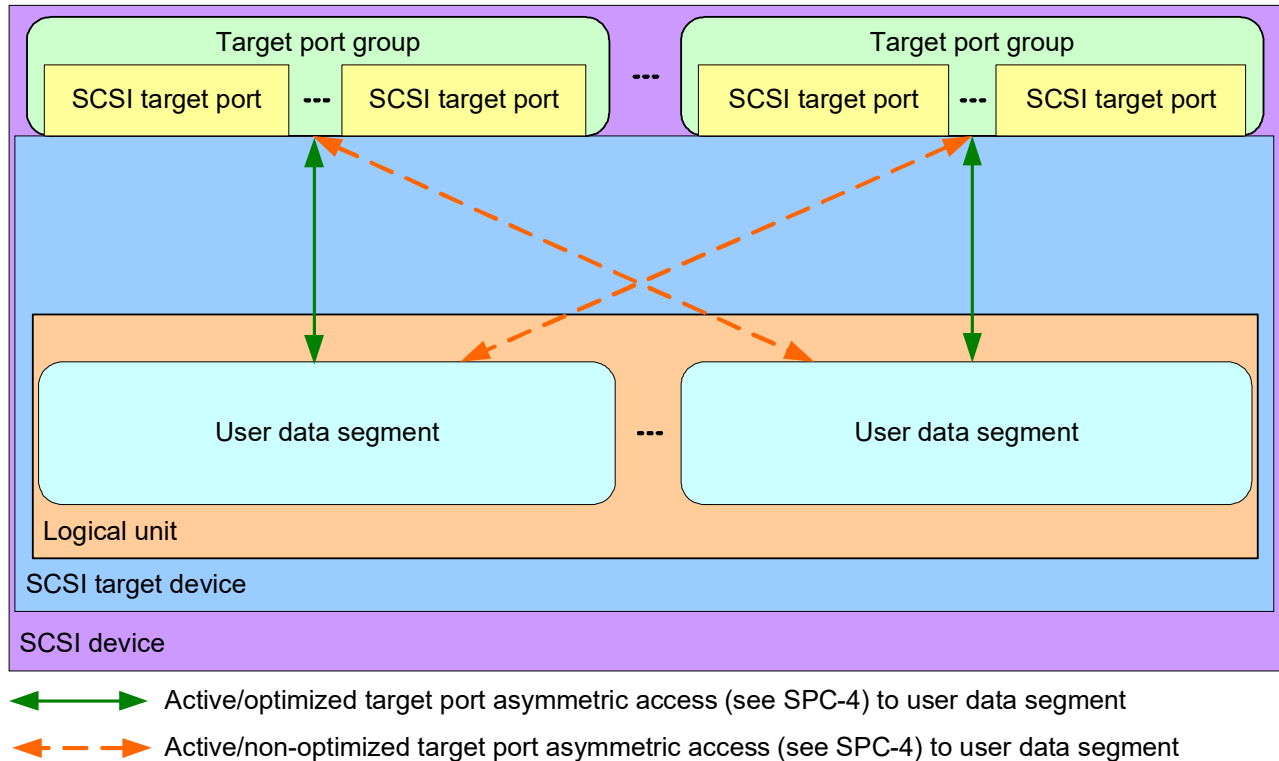 Target port group
Target port group
SCSI target port --- SCSI target port
---
SCSI target port --- SCSI target port
User data segment
---
User data segment
Logical unit
SCSI target device
SCSI device
Active/optimized target port asymmetric access (see SPC-4) to user data segment
Active/non-optimized target port asymmetric access (see SPC-4) to user data segment